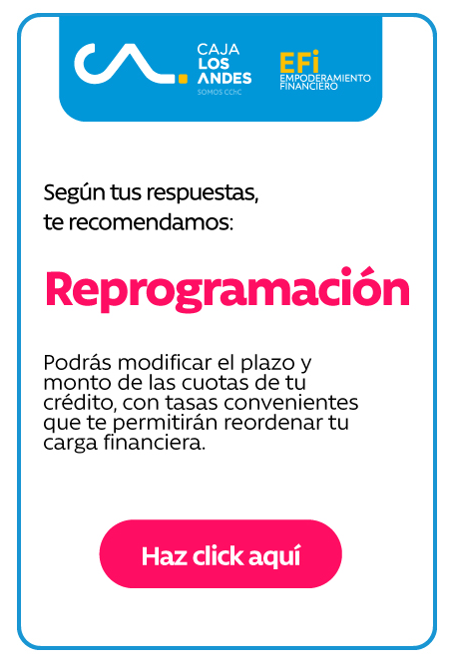 CAJA
LOS
ANDES
SOMOS CChC
EFi
EMPODERAMIENTO
FINANCIERO
Según tus respuestas,
te recomendamos:
Reprogramación
Podrás modificar el plazo y
monto de las cuotas de tu
crédito, con tasas convenientes
que te permitirán reordenar tu
carga financiera.
Haz click aquí